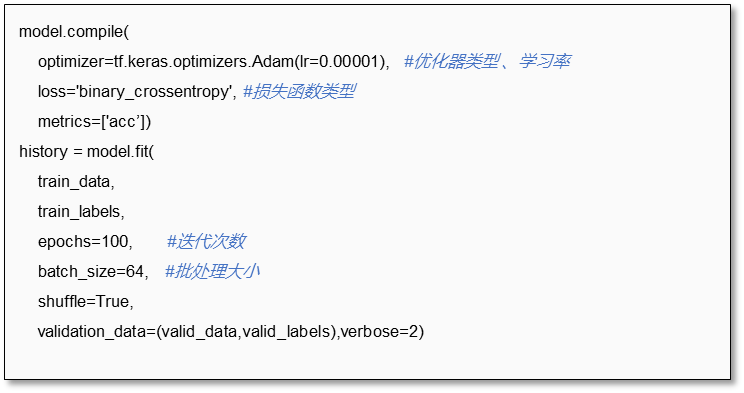 model.compile(
optimizer=tf.keras.optimizers.Adam(lr=0.00001), #优化器类型、学习率
loss='binary_crossentropy', #损失函数类型
metrics=['acc’])
history = model.fit(
train_data,
train_labels,
epochs=100, #迭代次数
batch_size=64, #批处理大小
shuffle=True,
validation_data=(valid_data,valid_labels),verbose=2)